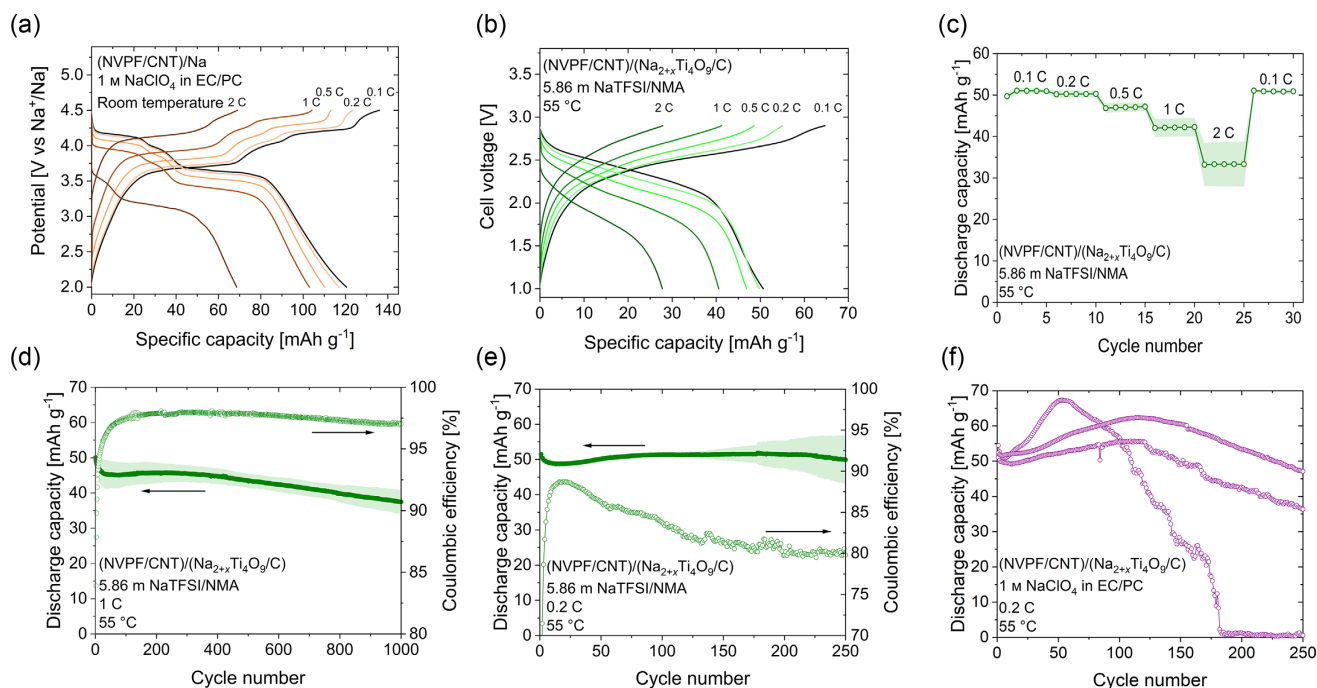 (a)
(NVPF/CNT)/Na
1 ᴍ NaClO₄ in EC/PC
Room temperature
2 C
1 C
0.5 C
0.2 C
0.1 C
Potential [V vs Na⁺/Na]
4.5
4.0
3.5
3.0
2.5
2.0
0 20 40 60 80 100 120 140
Specific capacity [mAh g⁻¹]
(b)
(NVPF/CNT)/(Na₂₊ₓTi₄O₉/C)
5.86 m NaTFSI/NMA
55 °C
2 C
1 C
0.5 C
0.2 C
0.1 C
Cell voltage [V]
3.5
3.0
2.5
2.0
1.5
1.0
0 10 20 30 40 50 60 70
Specific capacity [mAh g⁻¹]
(c)
0.1 C
0.2 C
0.5 C
1 C
2 C
0.1 C
(NVPF/CNT)/(Na₂₊ₓTi₄O₉/C)
5.86 m NaTFSI/NMA
55 °C
Discharge capacity [mAh g⁻¹]
60
50
40
30
20
10
0
0 5 10 15 20 25 30
Cycle number
(d)
(NVPF/CNT)/(Na₂₊ₓTi₄O₉/C)
5.86 m NaTFSI/NMA
1 C
55 °C
Discharge capacity [mAh g⁻¹]
70
60
50
40
30
20
10
0
Coulombic efficiency [%]
100
95
90
85
80
0 200 400 600 800 1000
Cycle number
(e)
(NVPF/CNT)/(Na₂₊ₓTi₄O₉/C)
5.86 m NaTFSI/NMA
0.2 C
55 °C
Discharge capacity [mAh g⁻¹]
70
60
50
40
30
20
10
0
Coulombic efficiency [%]
100
95
90
85
80
75
70
0 50 100 150 200 250
Cycle number
(f)
(NVPF/CNT)/(Na₂₊ₓTi₄O₉/C)
1 ᴍ NaClO₄ in EC/PC
0.2 C
55 °C
Discharge capacity [mAh g⁻¹]
70
60
50
40
30
20
10
0
0 50 100 150 200 250
Cycle number